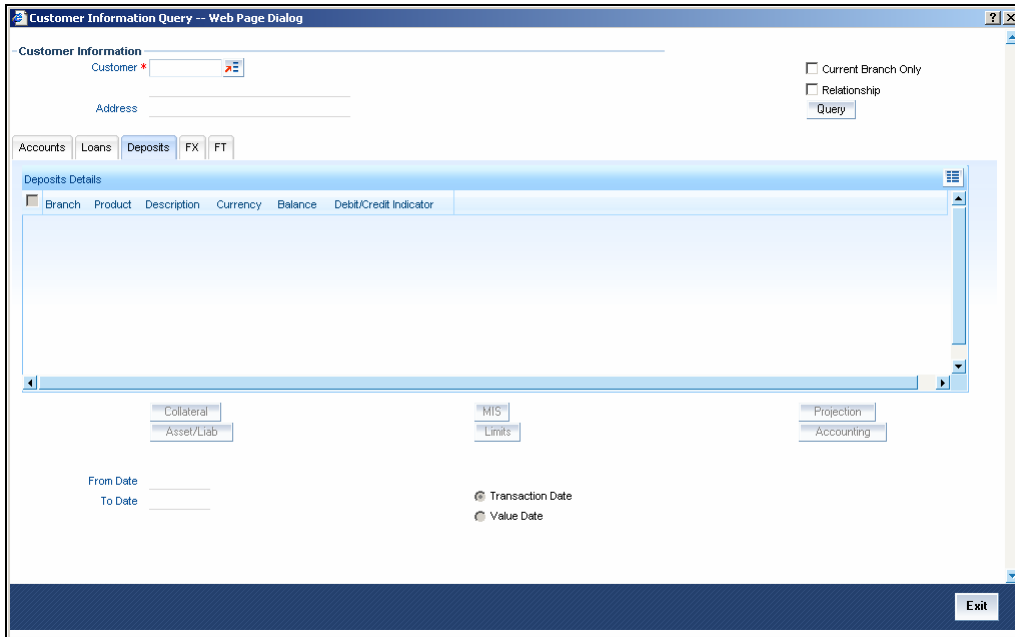 Customer Information Query -- Web Page Dialog
Customer Information
Customer *
Current Branch Only
Relationship
Address
Query
Accounts Loans Deposits FX FT
Deposits Details
Branch Product Description Currency Balance Debit/Credit Indicator
Collateral MIS Projection
Asset/Liab Limits Accounting
From Date
To Date
Transaction Date
Value Date
Exit